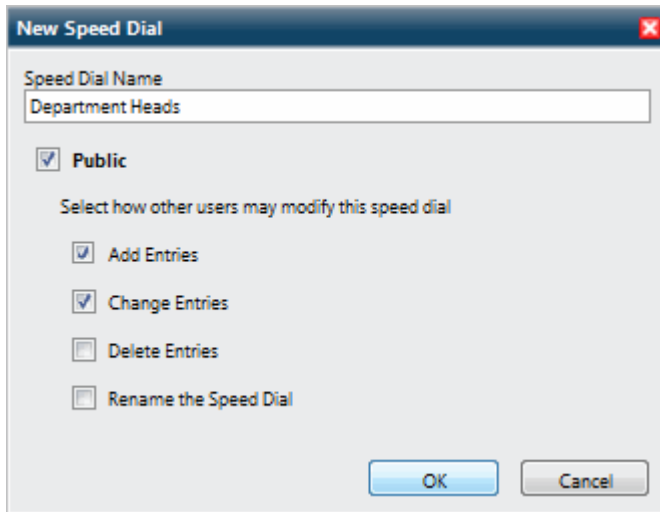 New Speed Dial
Speed Dial Name
Department Heads
Public
Select how other users may modify this speed dial
Add Entries
Change Entries
Delete Entries
Rename the Speed Dial
OK Cancel